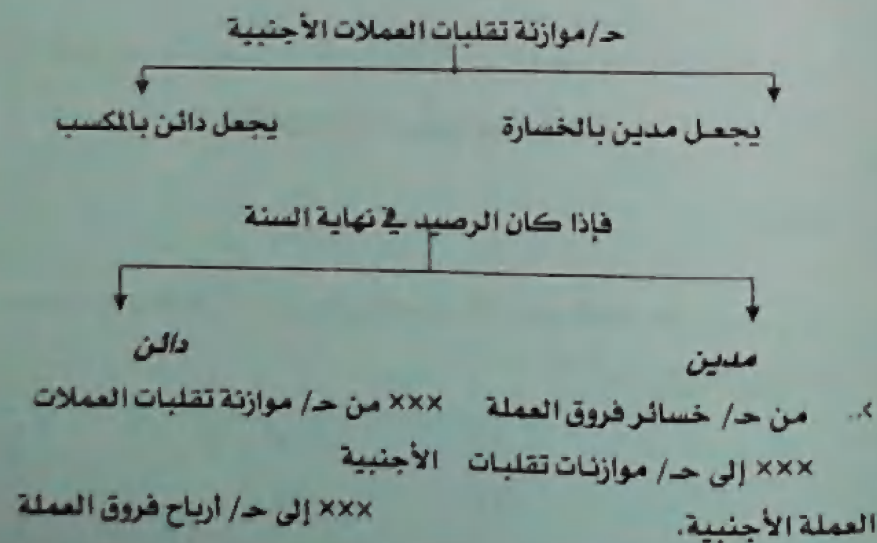 حـ/موازنة تقلبات العملات الأجنبية
يجعل مدين بالخسارة
يجعل دائن بالمكسب
فإذا كان الرصيد في نهاية السنة
مدين
من حـ/ خسائر فروق العملة
××× إلى حـ/ موازنات تقلبات
العملة الأجنبية.
دائن
××× من حـ/ موازنة تقلبات العملات
الأجنبية
××× إلى حـ/ أرباح فروق العملة